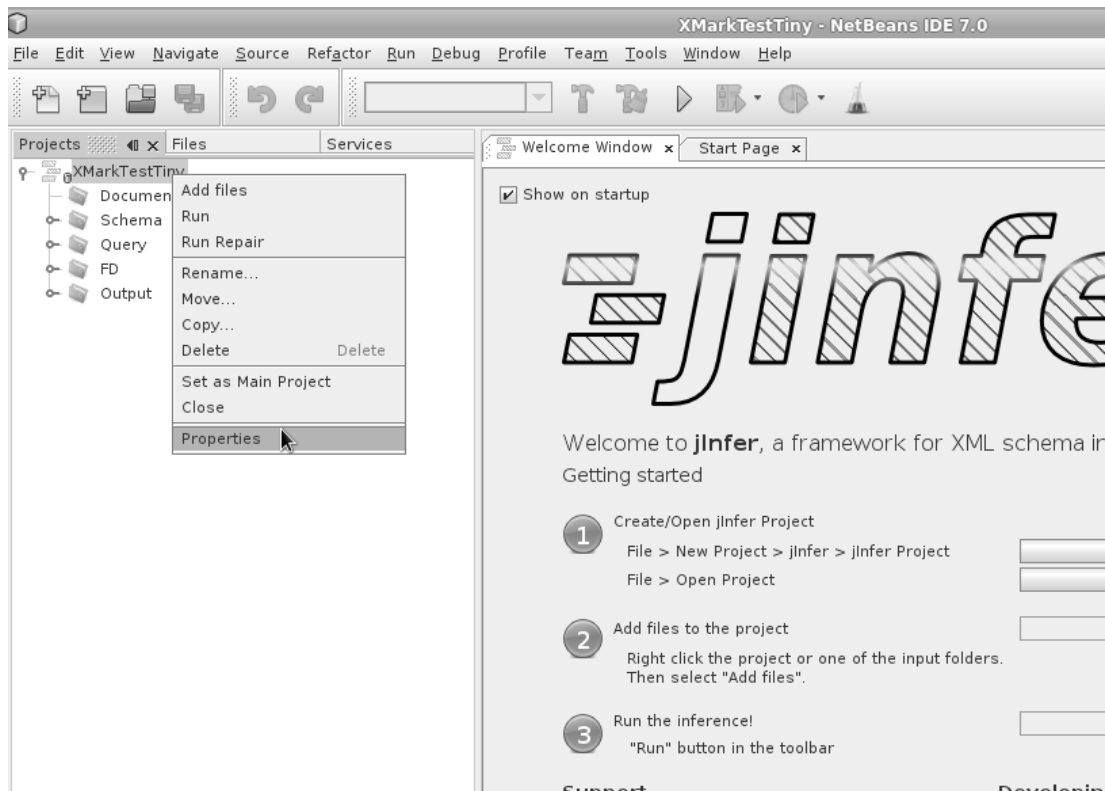 XMarkTestTiny - NetBeans IDE 7.0
File Edit View Navigate Source Refactor Run Debug Profile Team Tools Window Help
Projects Files Services
XMarkTestTiny
Documen
Schema
Query
FD
Output
Add files
Run
Run Repair
Rename...
Move...
Copy...
Delete Delete
Set as Main Project
Close
Properties
Welcome Window Start Page
Show on startup
jinfe
Welcome to jInfer, a framework for XML schema in
Getting started
1 Create/Open jInfer Project
File > New Project > jInfer > jInfer Project
File > Open Project
2 Add files to the project
Right click the project or one of the input folders.
Then select "Add files".
3 Run the inference!
"Run" button in the toolbar
Support Developin